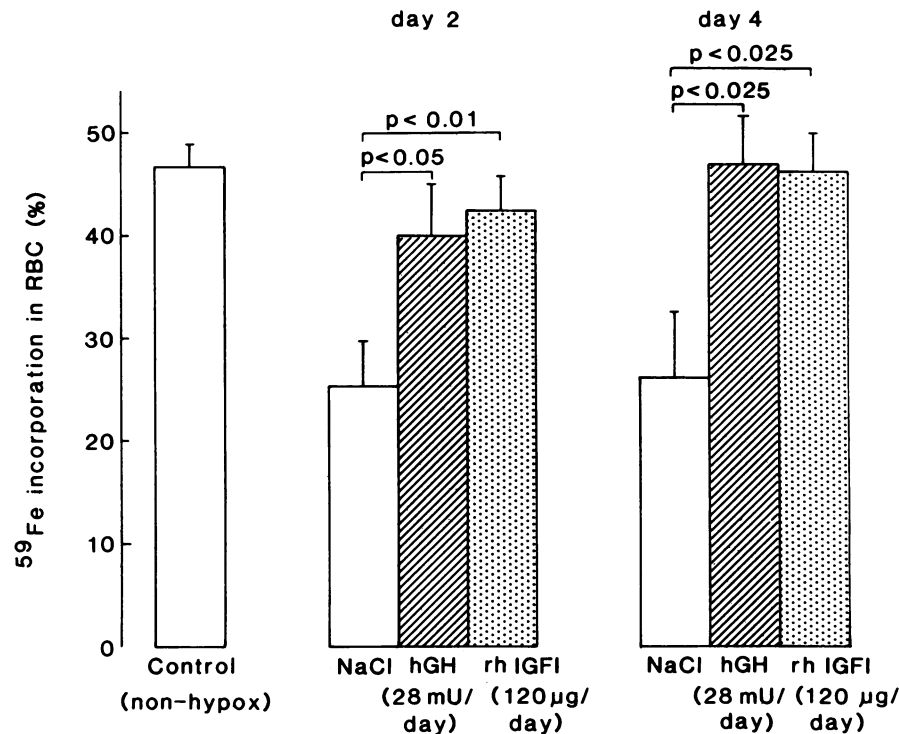 day 2
day 4
p<0.025
p<0.025
p< 0.01
p<0.05
59Fe incorporation in RBC (%)
50
40
30
20
10
0
Control
(non-hypox)
NaCl hGH rh IGFI
(28 mU/ (120 µg/
day) day)
NaCl hGH rh IGFI
(28 mU/ (120 µg/
day) day)